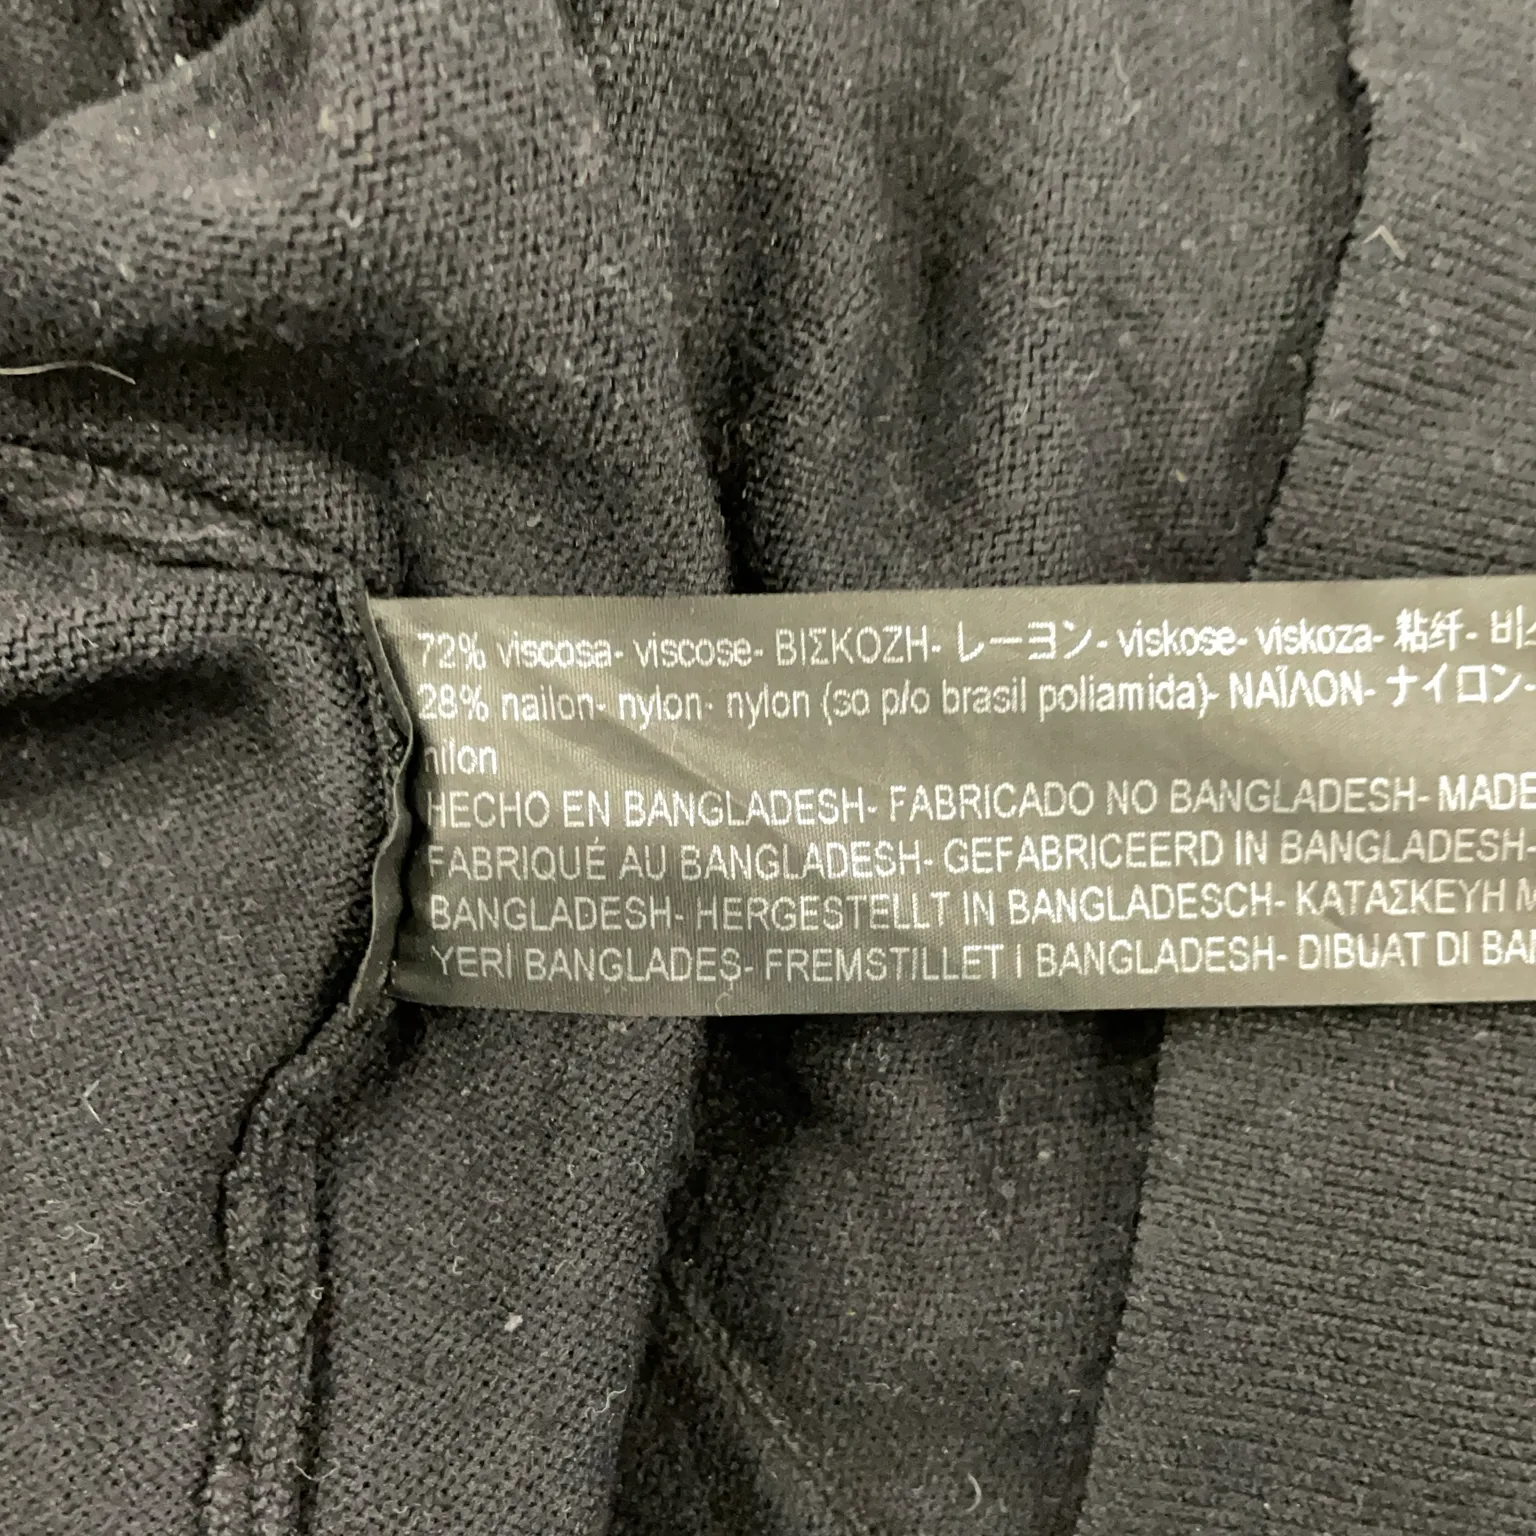 72% viscosa- viscose- ΒΙΣΚΟΖΗ- レーヨン- viskose- viskoza- 粘纤-
28% nailon- nylon- nylon (so p/o brasil poliamida)- ΝΑΪΛΟΝ- ナイロン-
nilon
HECHO EN BANGLADESH- FABRICADO NO BANGLADESH- MADE
FABRIQUÉ AU BANGLADESH- GEFABRICEERD IN BANGLADESH-
BANGLADESH- HERGESTELLT IN BANGLADESCH- ΚΑΤΑΣΚΕΥΗ
YERİ BANGLADEŞ- FREMSTILLET I BANGLADESH- DIBUAT DI